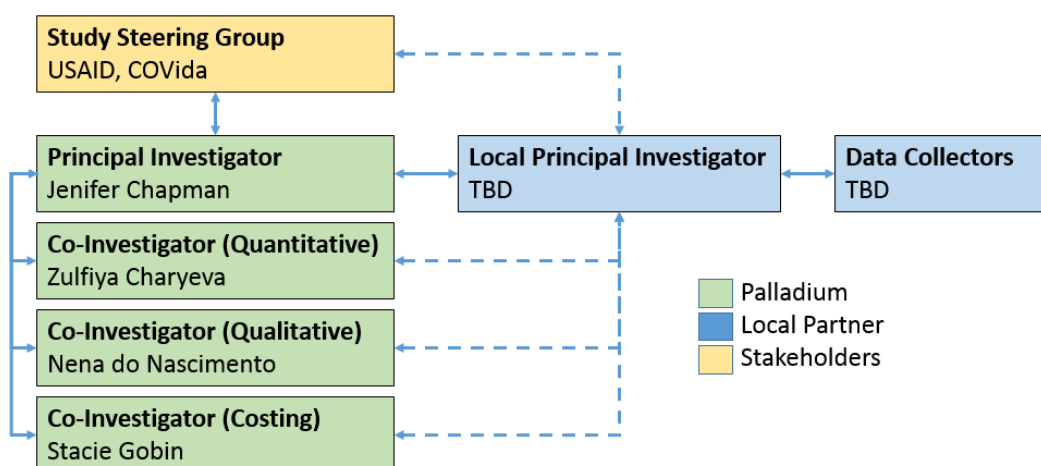 Study Steering Group
USAID, COVida
Principal Investigator
Jenifer Chapman
Local Principal Investigator
TBD
Data Collectors
TBD
Co-Investigator (Quantitative)
Zulfiya Charyeva
Co-Investigator (Qualitative)
Nena do Nascimento
Co-Investigator (Costing)
Stacie Gobin
Palladium
Local Partner
Stakeholders